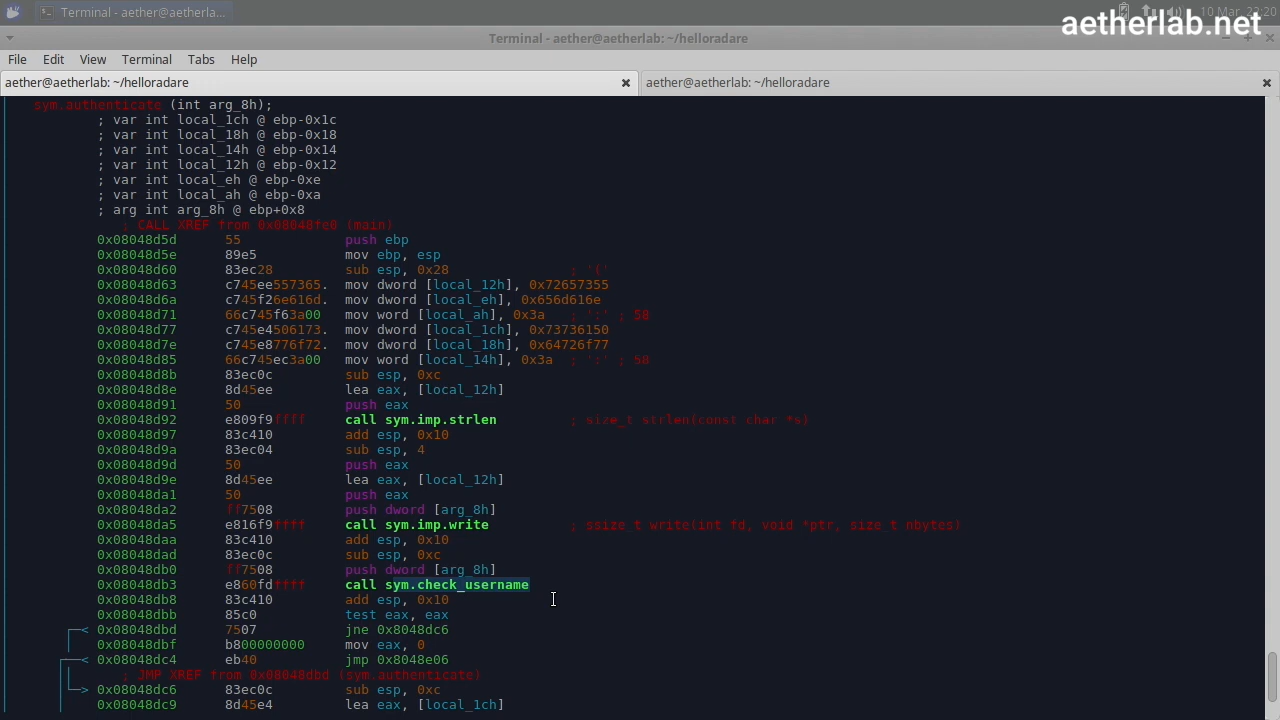 Terminal - aether@aetherla...
10 Mar, 22:20
aetherlab.net
Terminal - aether@aetherlab: ~/helloradare
File Edit View Terminal Tabs Help
aether@aetherlab: ~/helloradare
aether@aetherlab: ~/helloradare
sym.authenticate (int arg_8h);
; var int local_1ch @ ebp-0x1c
; var int local_18h @ ebp-0x18
; var int local_14h @ ebp-0x14
; var int local_12h @ ebp-0x12
; var int local_eh @ ebp-0xe
; var int local_ah @ ebp-0xa
; arg int arg_8h @ ebp+0x8
; CALL XREF from 0x08048fe0 (main)
0x08048d5d 55 push ebp
0x08048d5e 89e5 mov ebp, esp
0x08048d60 83ec28 sub esp, 0x28 ; '('
0x08048d63 c745ee557365. mov dword [local_12h], 0x72657355
0x08048d6a c745f26e616d. mov dword [local_eh], 0x656d616e
0x08048d71 66c745f63a00 mov word [local_ah], 0x3a ; ':' ; 58
0x08048d77 c745e4506173. mov dword [local_1ch], 0x73736150
0x08048d7e c745e8776f72. mov dword [local_18h], 0x64726f77
0x08048d85 66c745ec3a00 mov word [local_14h], 0x3a ; ':' ; 58
0x08048d8b 83ec0c sub esp, 0xc
0x08048d8e 8d45ee lea eax, [local_12h]
0x08048d91 50 push eax
0x08048d92 e809f9ffff call sym.imp.strlen ; size_t strlen(const char *s)
0x08048d97 83c410 add esp, 0x10
0x08048d9a 83ec04 sub esp, 4
0x08048d9d 50 push eax
0x08048d9e 8d45ee lea eax, [local_12h]
0x08048da1 50 push eax
0x08048da2 ff7508 push dword [arg_8h]
0x08048da5 e816f9ffff call sym.imp.write ; ssize_t write(int fd, void *ptr, size_t nbytes)
0x08048daa 83c410 add esp, 0x10
0x08048dad 83ec0c sub esp, 0xc
0x08048db0 ff7508 push dword [arg_8h]
0x08048db3 e860fdffff call sym.check_username
0x08048db8 83c410 add esp, 0x10
0x08048dbb 85c0 test eax, eax
0x08048dbd 7507 jne 0x8048dc6
0x08048dbf b800000000 mov eax, 0
0x08048dc4 eb40 jmp 0x8048e06
; JMP XREF from 0x08048dbd (sym.authenticate)
0x08048dc6 83ec0c sub esp, 0xc
0x08048dc9 8d45e4 lea eax, [local_1ch]